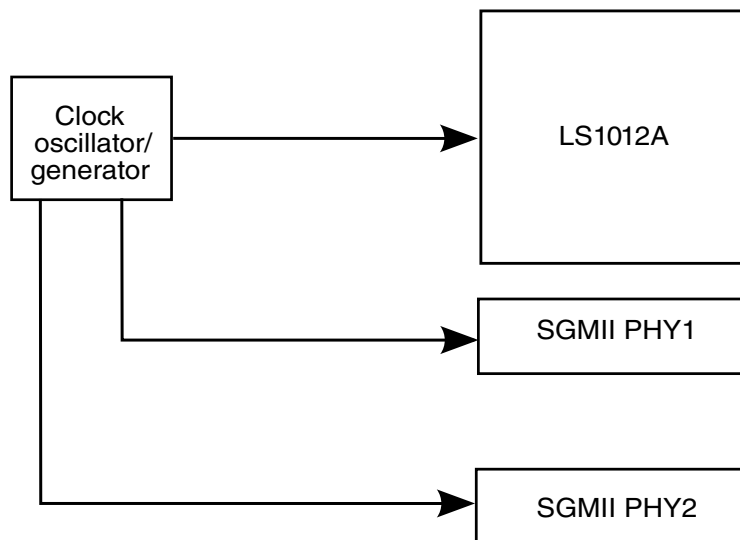 Clock
oscillator/
generator
LS1012A
SGMII PHY1
SGMII PHY2